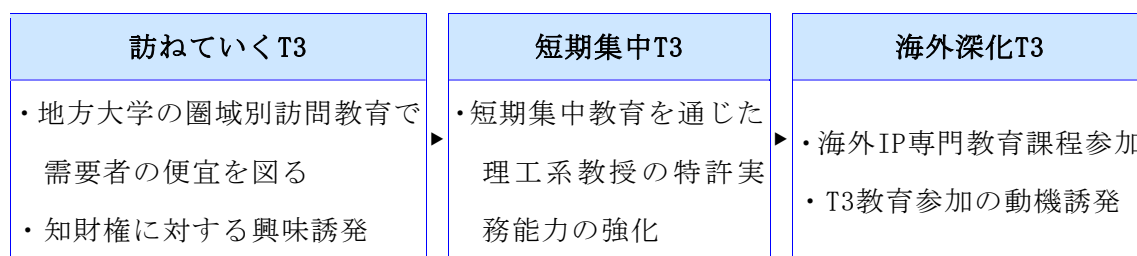 訪ねていくT3
・地方大学の圏域別訪問教育で
需要者の便宜を図る
・知財権に対する興味誘発
短期集中T3
・短期集中教育を通じた
理工系教授の特許実
務能力の強化
海外深化T3
・海外IP専門教育課程参加
・T3教育参加の動機誘発